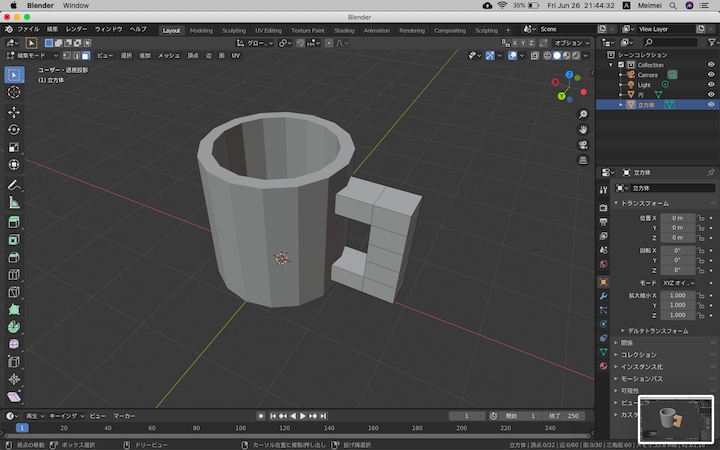 Blender Window 35% Fri Jun 26 21:44:32 Meimei
Blender
ファイル 編集 レンダー ウィンドウ ヘルプ Layout Modeling Sculpting UV Editing Texture Paint Shading Animation Rendering Compositing Scripting + Scene View Layer
グロー.. X Y Z オプション
編集モード ビュー 選択 追加 メッシュ 頂点 辺 面 UV
ユーザー・透視投影
(1) 立方体
X Y Z
シーンコレクション
Collection
Camera
Light
円
立方体
立方体
立方体
トランスフォーム
位置 X 0 m
Y 0 m
Z 0 m
回転 X 0°
Y 0°
Z 0°
モード XYZ オイ..
拡大縮小 X 1.000
Y 1.000
Z 1.000
デルタトランスフォーム
関係
コレクション
インスタンス化
モーションパス
可視性
ビュー
カスタ
再生 キーイング ビュー マーカー 1 開始 1 終了 250
1 20 40 60 80 100 120 140 160 180 200 220 240
視点の移動 ボックス選択 ドリービュー カーソル位置に複製/押し出し 投げ縄選択 立方体 | 頂点:0/32 | 辺:0/60 | 面:0/30 | 三角面:60